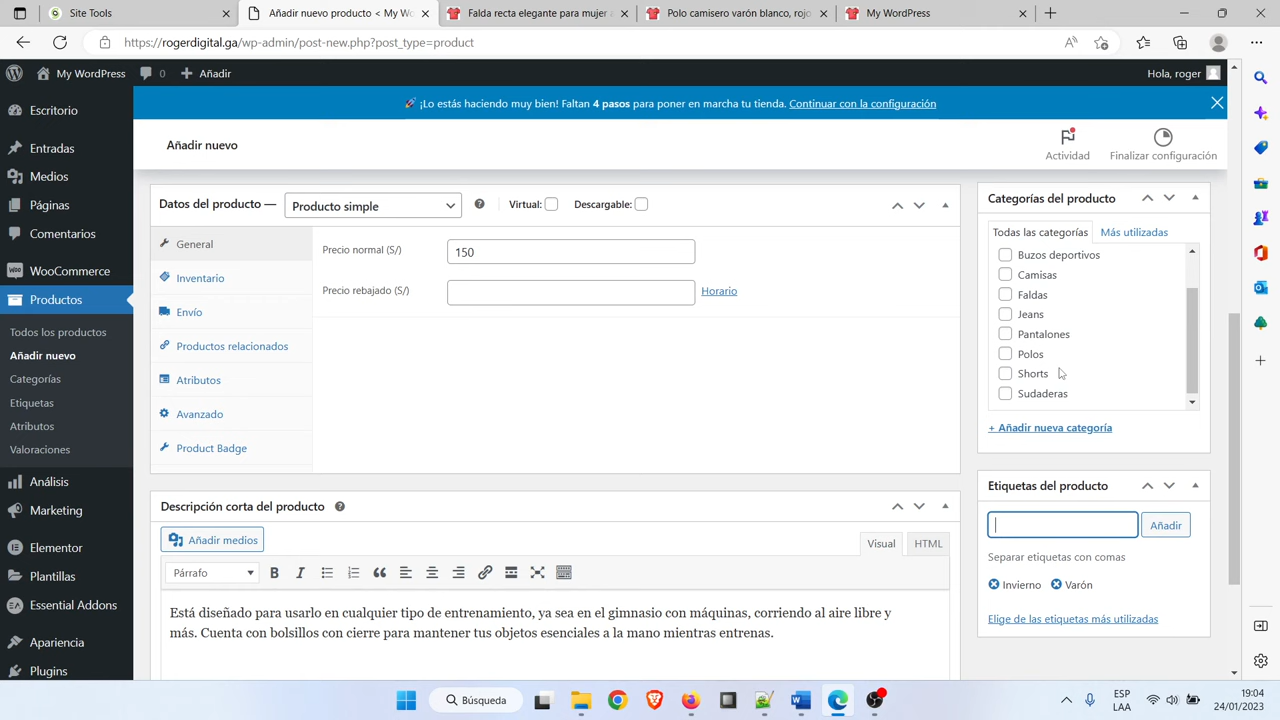 Site Tools
Añadir nuevo producto < My Wo
Falda recta elegante para mujer e
Polo camisero varón blanco, rojo
My WordPress
https://rogerdigital.ga/wp-admin/post-new.php?post_type=product
My WordPress
0
Añadir
Hola, roger
¡Lo estás haciendo muy bien! Faltan 4 pasos para poner en marcha tu tienda. Continuar con la configuración
Añadir nuevo
Actividad
Finalizar configuración
Escritorio
Entradas
Medios
Páginas
Comentarios
WooCommerce
Productos
Todos los productos
Añadir nuevo
Categorías
Etiquetas
Atributos
Valoraciones
Análisis
Marketing
Elementor
Plantillas
Essential Addons
Apariencia
Plugins
Datos del producto —
Producto simple
Virtual:
Descargable:
General
Inventario
Envío
Productos relacionados
Atributos
Avanzado
Product Badge
Precio normal (S/)
150
Precio rebajado (S/)
Horario
Descripción corta del producto
Añadir medios
Visual
HTML
Párrafo
Está diseñado para usarlo en cualquier tipo de entrenamiento, ya sea en el gimnasio con máquinas, corriendo al aire libre y
más. Cuenta con bolsillos con cierre para mantener tus objetos esenciales a la mano mientras entrenas.
Categorías del producto
Todas las categorías
Más utilizadas
Buzos deportivos
Camisas
Faldas
Jeans
Pantalones
Polos
Shorts
Sudaderas
+ Añadir nueva categoría
Etiquetas del producto
Añadir
Separar etiquetas con comas
Invierno
Varón
Elige de las etiquetas más utilizadas
Búsqueda
ESP
LAA
19:04
24/01/2023